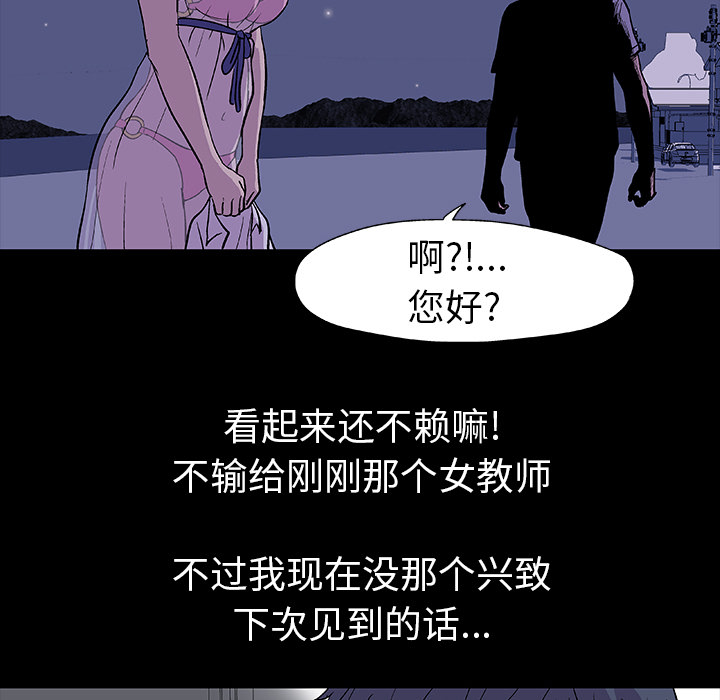 啊?!...
您好?
看起来还不赖嘛!
不输给刚刚那个女教师
不过我现在没那个兴致
下次见到的话...